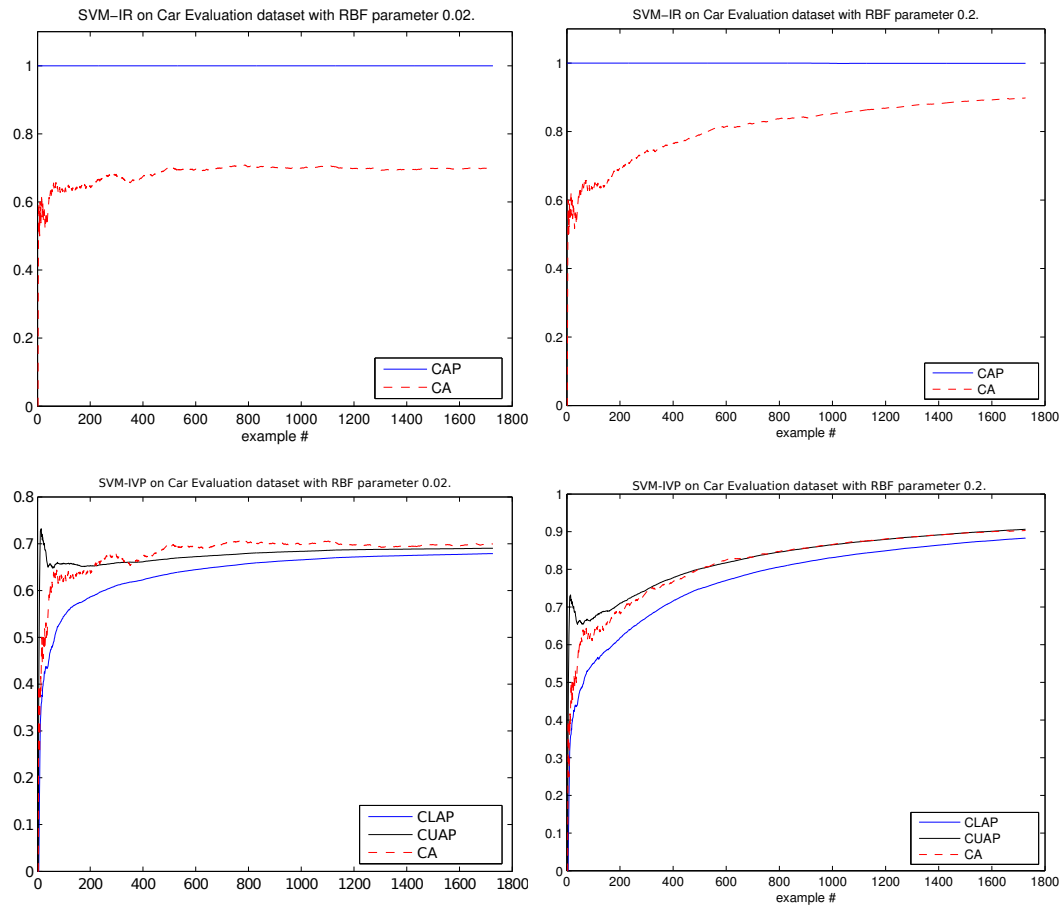 SVM−IR on Car Evaluation dataset with RBF parameter 0.02.
1
0.8
0.6
0.4
0.2
0
0 200 400 600 800 1000 1200 1400 1600 1800
example #
CAP
CA
SVM−IR on Car Evaluation dataset with RBF parameter 0.2.
1
0.8
0.6
0.4
0.2
0
0 200 400 600 800 1000 1200 1400 1600 1800
example #
CAP
CA
SVM-IVP on Car Evaluation dataset with RBF parameter 0.02.
0.8
0.7
0.6
0.5
0.4
0.3
0.2
0.1
0
0 200 400 600 800 1000 1200 1400 1600 1800
CLAP
CUAP
CA
SVM-IVP on Car Evaluation dataset with RBF parameter 0.2.
1
0.9
0.8
0.7
0.6
0.5
0.4
0.3
0.2
0.1
0
0 200 400 600 800 1000 1200 1400 1600 1800
example #
CLAP
CUAP
CA